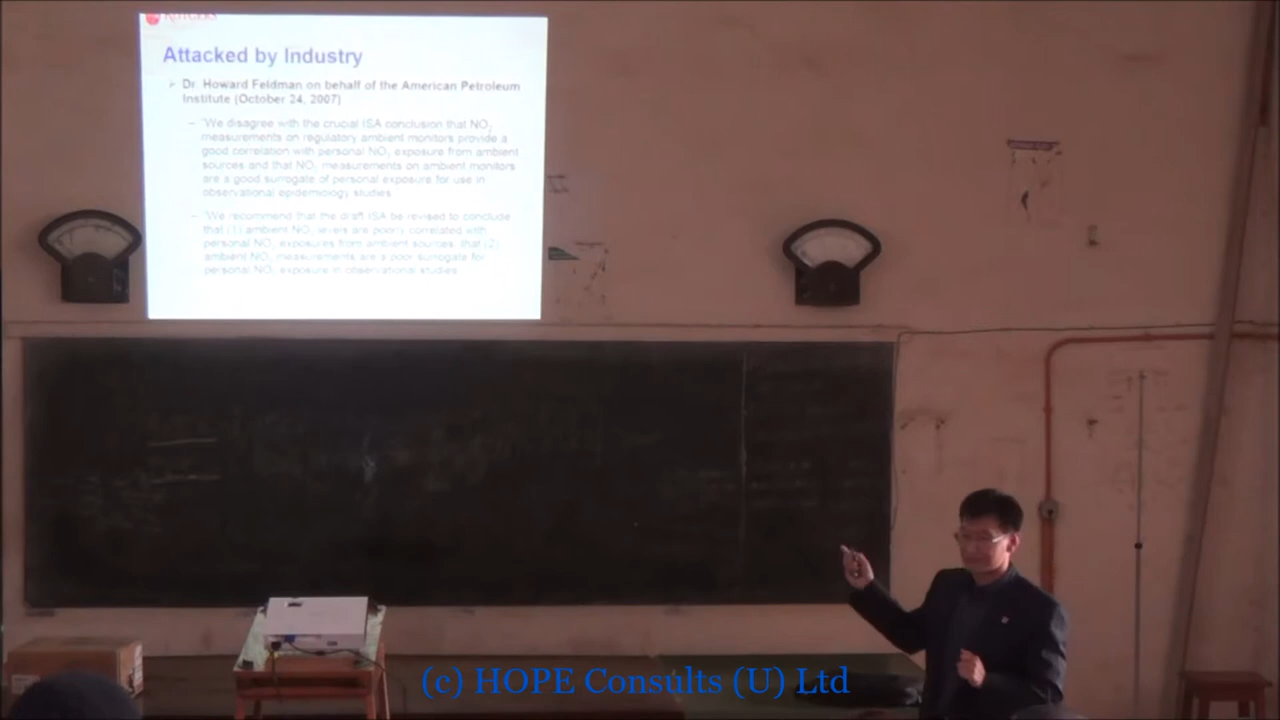 RUTGERS
Attacked by Industry
➢ Dr. Howard Feldman on behalf of the American Petroleum
Institute (October 24, 2007)
– "We disagree with the crucial ISA conclusion that NO₂
measurements on regulatory ambient monitors provide a
good correlation with personal NO₂ exposure from ambient
sources and that NO₂ measurements on ambient monitors
are a good surrogate of personal exposure for use in
observational epidemiology studies.
– "We recommend that the draft ISA be revised to conclude
that (1) ambient NO₂ levels are poorly correlated with
personal NO₂ exposures from ambient sources, that (2)
ambient NO₂ measurements are a poor surrogate for
personal NO₂ exposure in observational studies.
(c) HOPE Consults (U) Ltd